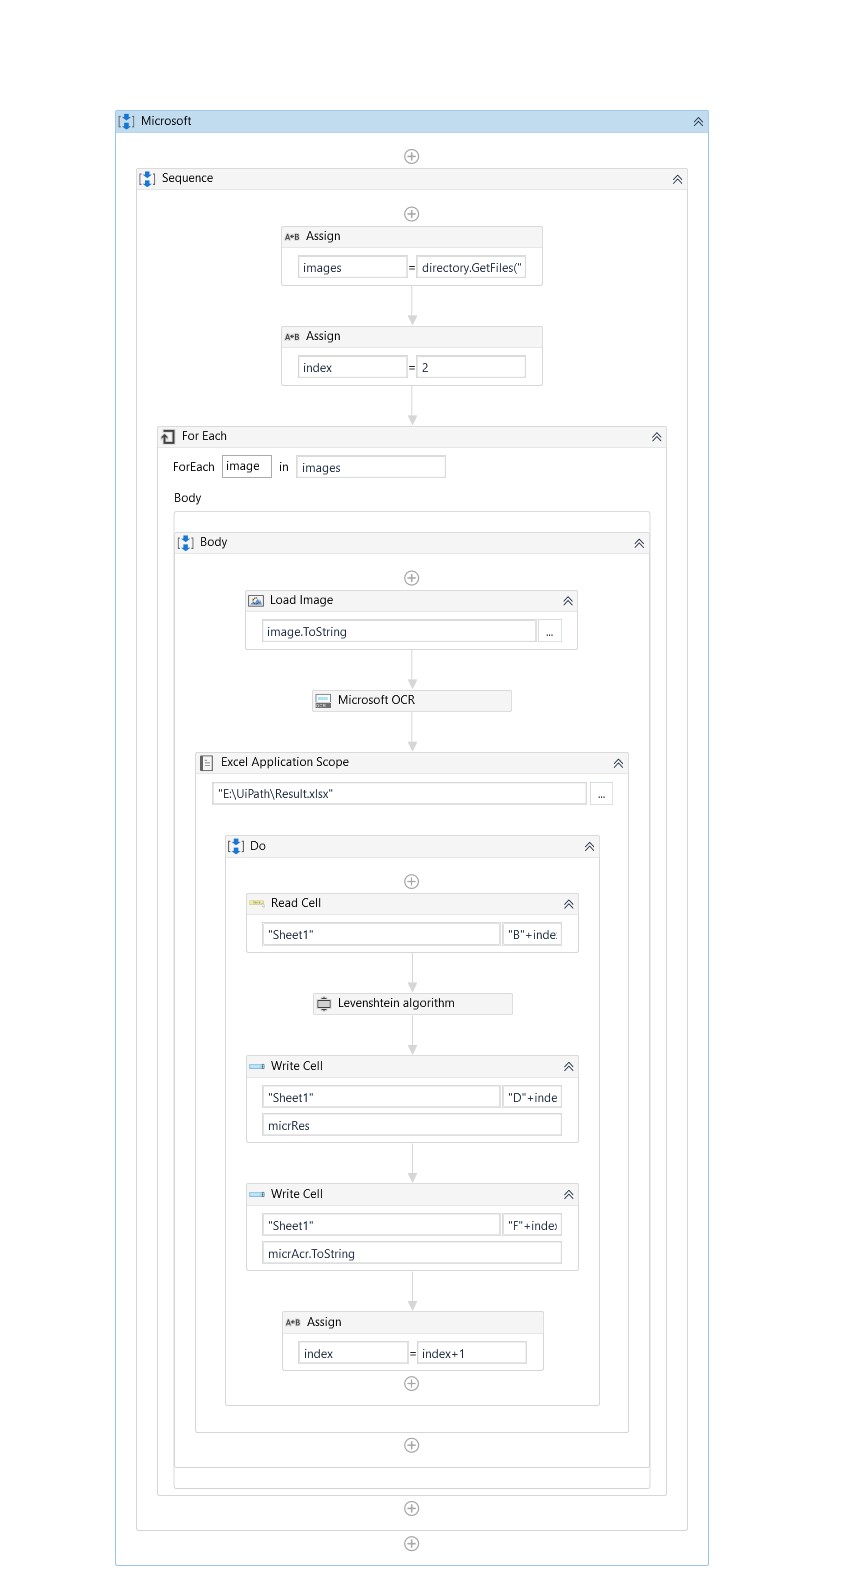 Microsoft
Sequence
A+B Assign
images = directory.GetFiles("
A+B Assign
index = 2
For Each
ForEach image in images
Body
Body
Load Image
image.ToString ...
Microsoft OCR
Excel Application Scope
"E:\UiPath\Result.xlsx" ...
Do
Read Cell
"Sheet1" "B"+inde
Levenshtein algorithm
Write Cell
"Sheet1" "D"+inde
micrRes
Write Cell
"Sheet1" "F"+inde
micrAcr.ToString
A+B Assign
index = index+1